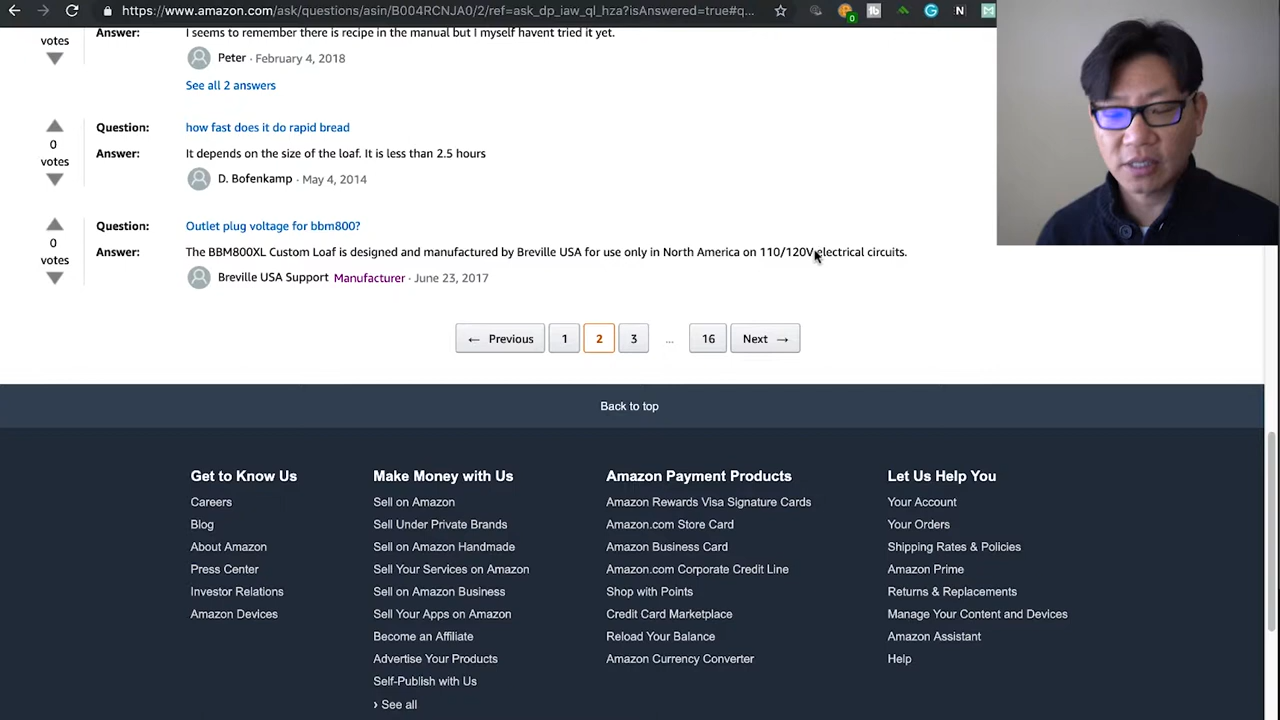 https://www.amazon.com/ask/questions/asin/B004RCNJA0/2/ref=ask_dp_iaw_ql_hza?isAnswered=true#q...
0
N
votes
Answer: I seems to remember there is recipe in the manual but I myself havent tried it yet.
Peter · February 4, 2018
See all 2 answers
Question: how fast does it do rapid bread
0
votes
Answer: It depends on the size of the loaf. It is less than 2.5 hours
D. Bofenkamp · May 4, 2014
Question: Outlet plug voltage for bbm800?
0
votes
Answer: The BBM800XL Custom Loaf is designed and manufactured by Breville USA for use only in North America on 110/120V electrical circuits.
Breville USA Support Manufacturer · June 23, 2017
← Previous 1 2 3 ... 16 Next →
Back to top
Get to Know Us
Careers
Blog
About Amazon
Press Center
Investor Relations
Amazon Devices
Make Money with Us
Sell on Amazon
Sell Under Private Brands
Sell on Amazon Handmade
Sell Your Services on Amazon
Sell on Amazon Business
Sell Your Apps on Amazon
Become an Affiliate
Advertise Your Products
Self-Publish with Us
› See all
Amazon Payment Products
Amazon Rewards Visa Signature Cards
Amazon.com Store Card
Amazon Business Card
Amazon.com Corporate Credit Line
Shop with Points
Credit Card Marketplace
Reload Your Balance
Amazon Currency Converter
Let Us Help You
Your Account
Your Orders
Shipping Rates & Policies
Amazon Prime
Returns & Replacements
Manage Your Content and Devices
Amazon Assistant
Help